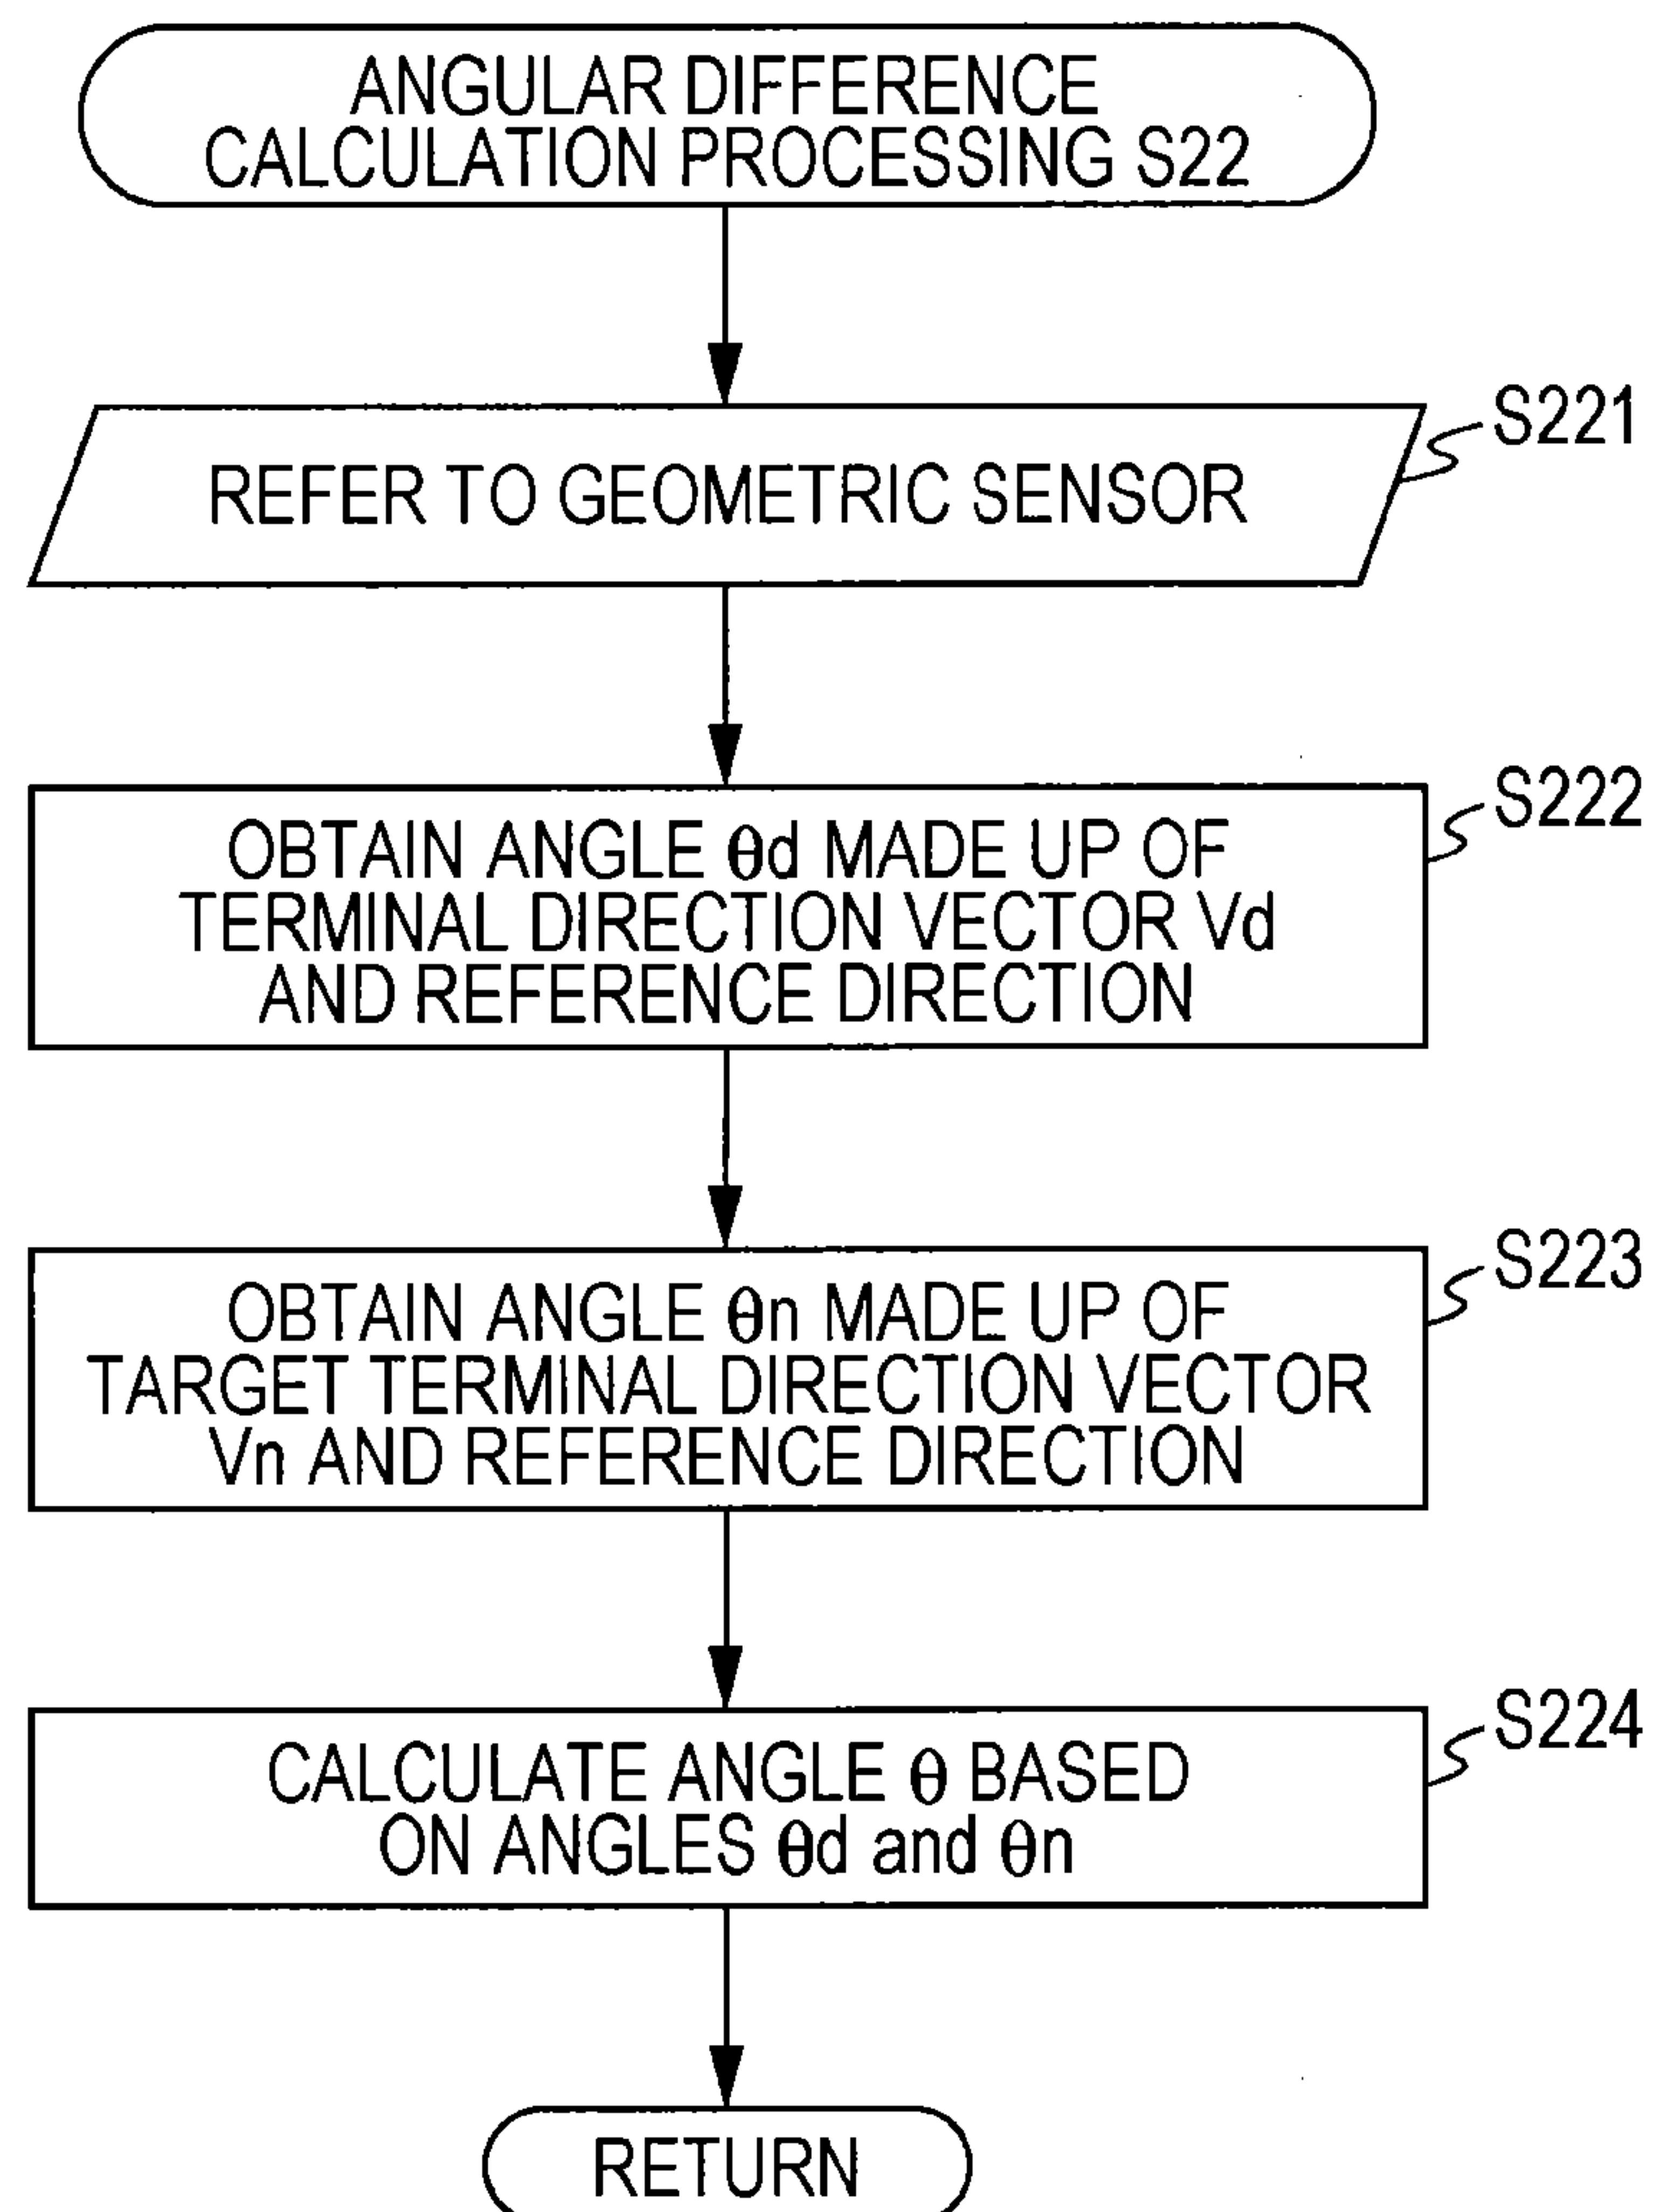 ANGULAR DIFFERENCE
CALCULATION PROCESSING S22
S221
REFER TO GEOMETRIC SENSOR
S222
OBTAIN ANGLE θd MADE UP OF
TERMINAL DIRECTION VECTOR Vd
AND REFERENCE DIRECTION
S223
OBTAIN ANGLE θn MADE UP OF
TARGET TERMINAL DIRECTION VECTOR
Vn AND REFERENCE DIRECTION
S224
CALCULATE ANGLE θ BASED
ON ANGLES θd and θn
RETURN